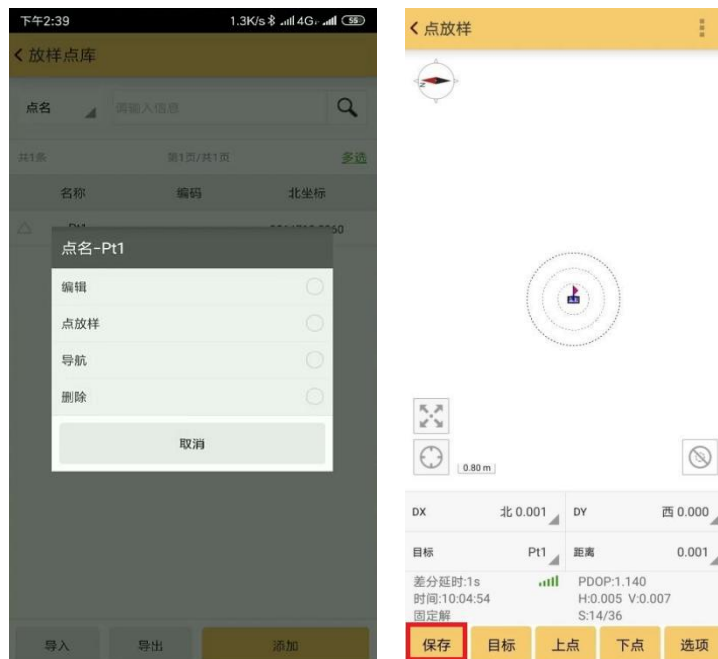 下午2:39
1.3K/s 4G 55
放样点库
点名
请输入信息
共1条
第1页/共1页
多选
名称
编码
北坐标
Pt1
点名-Pt1
编辑
点放样
导航
删除
取消
导入
导出
添加
点放样
N
0.80 m
DX
北 0.001
DY
西 0.000
目标
Pt1
距离
0.001
差分延时:1s
PDOP:1.140
时间:10:04:54
H:0.005 V:0.007
固定解
S:14/36
保存
目标
上点
下点
选项